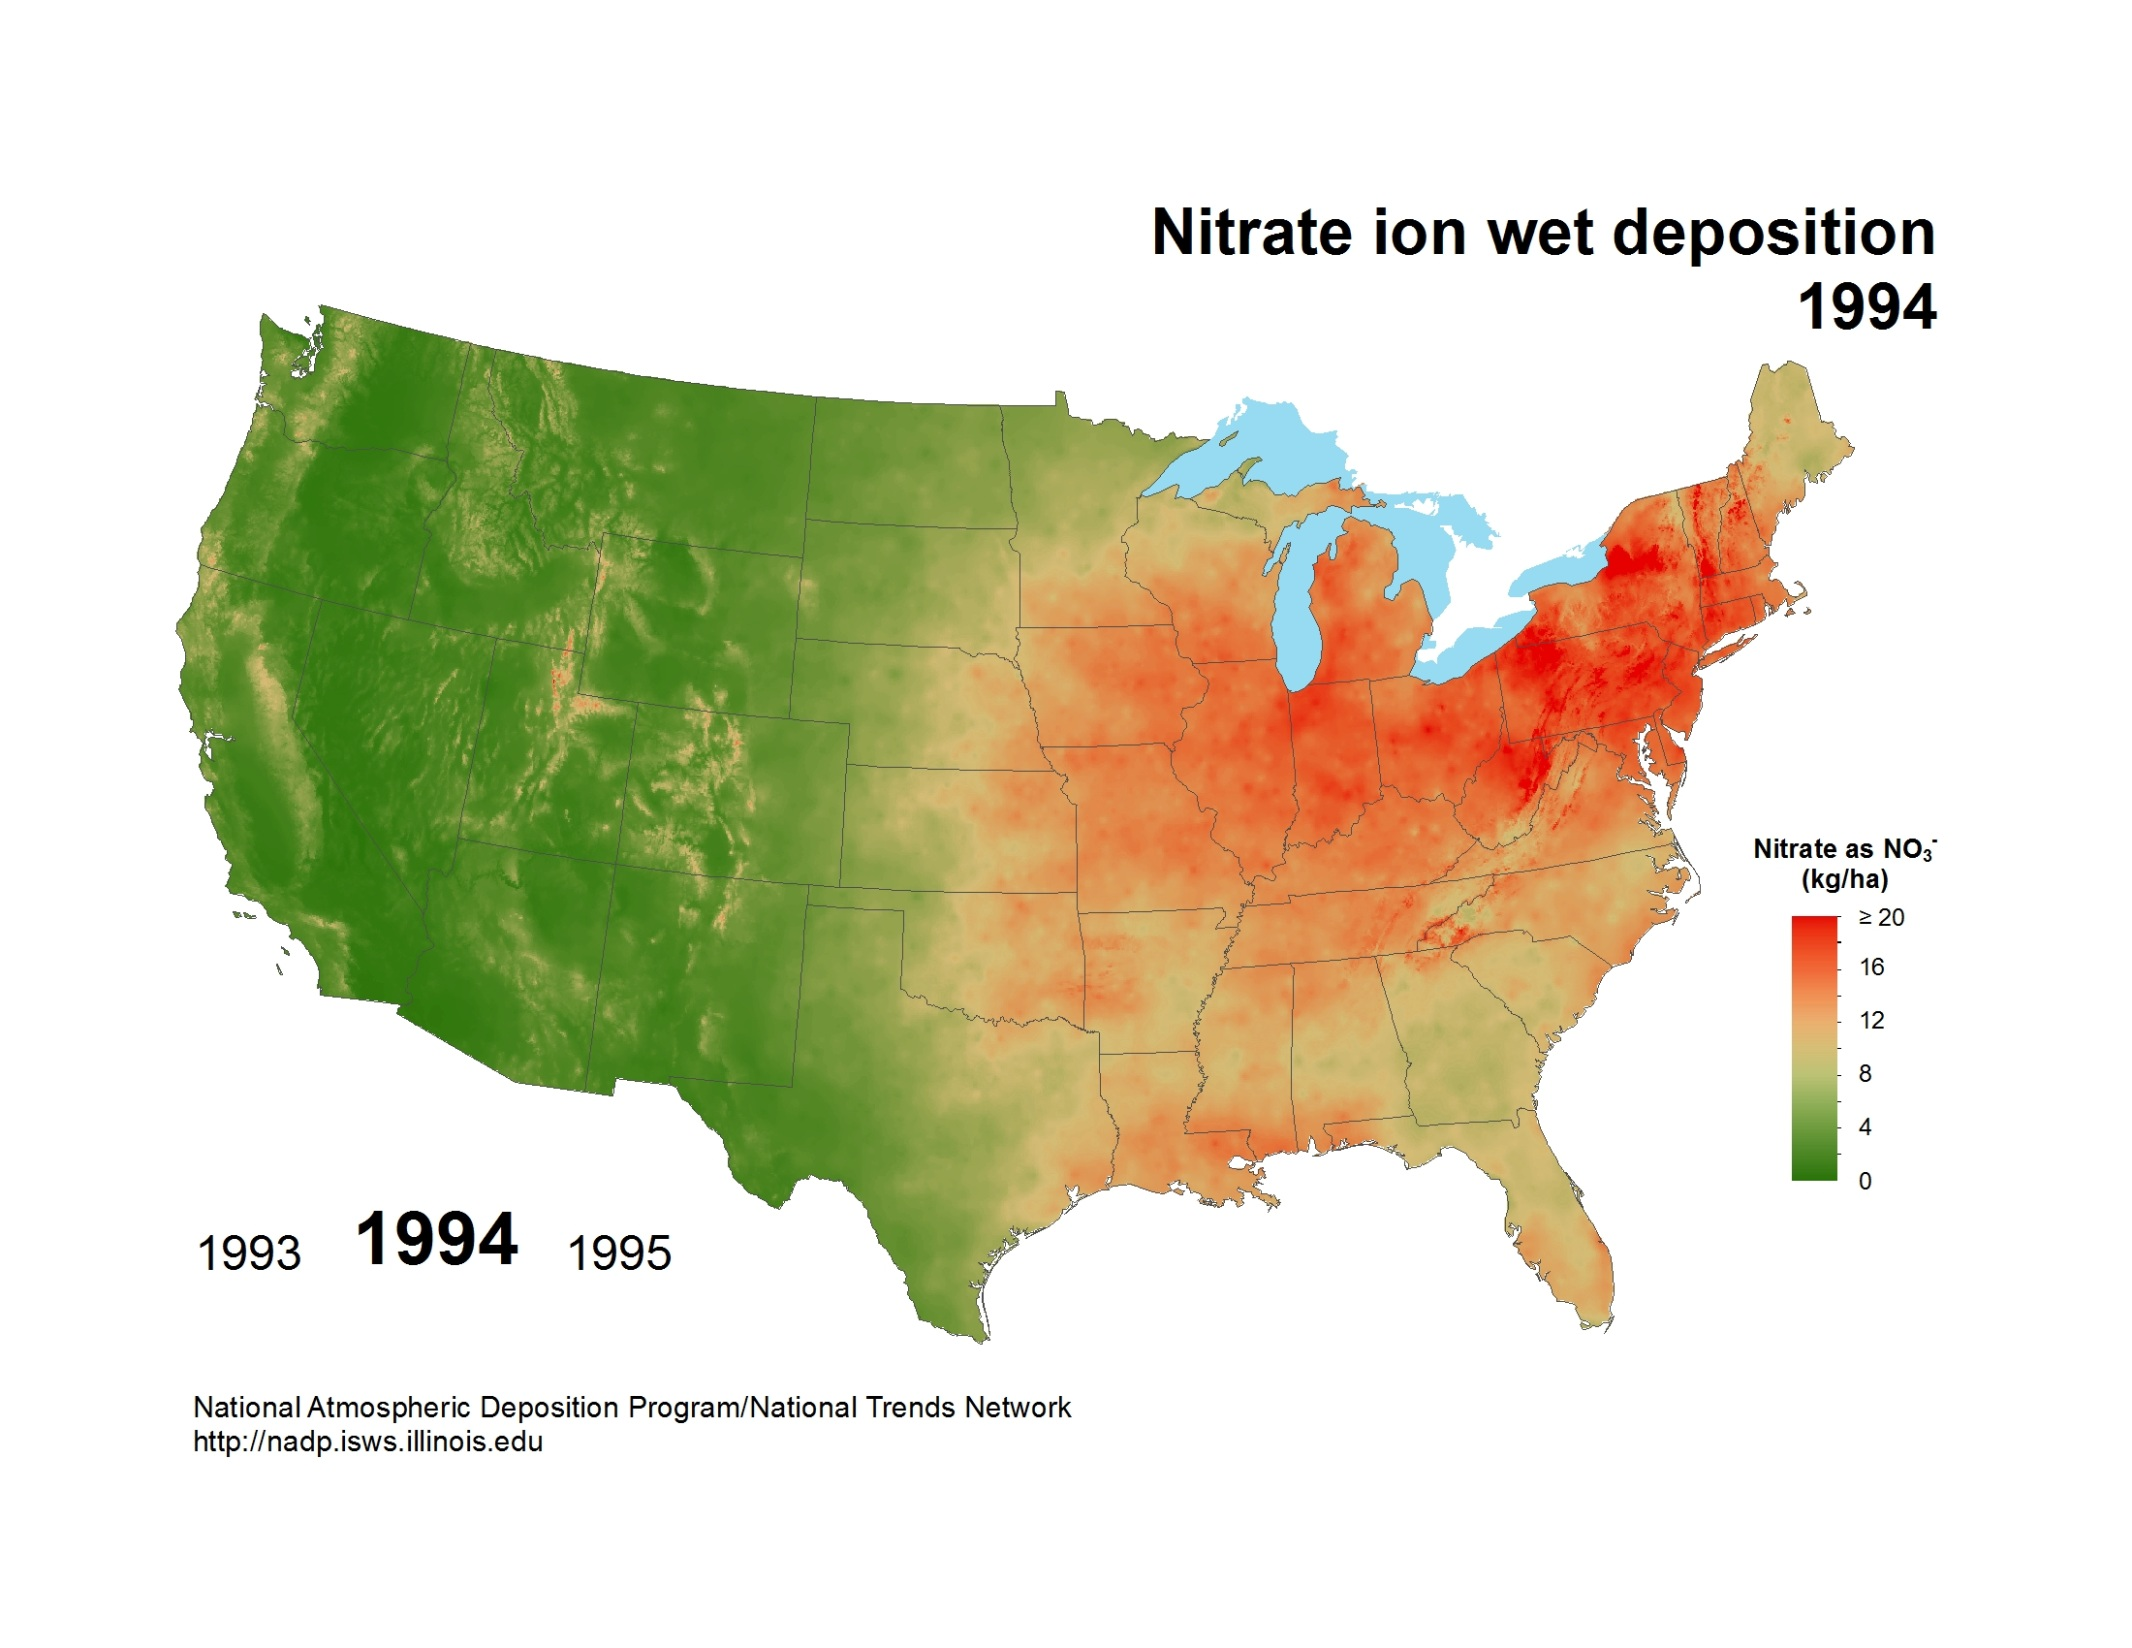 Nitrate ion wet deposition
1994
Nitrate as NO₃⁻
(kg/ha)
≥ 20
16
12
8
4
0
1993 1994 1995
National Atmospheric Deposition Program/National Trends Network
http://nadp.isws.illinois.edu